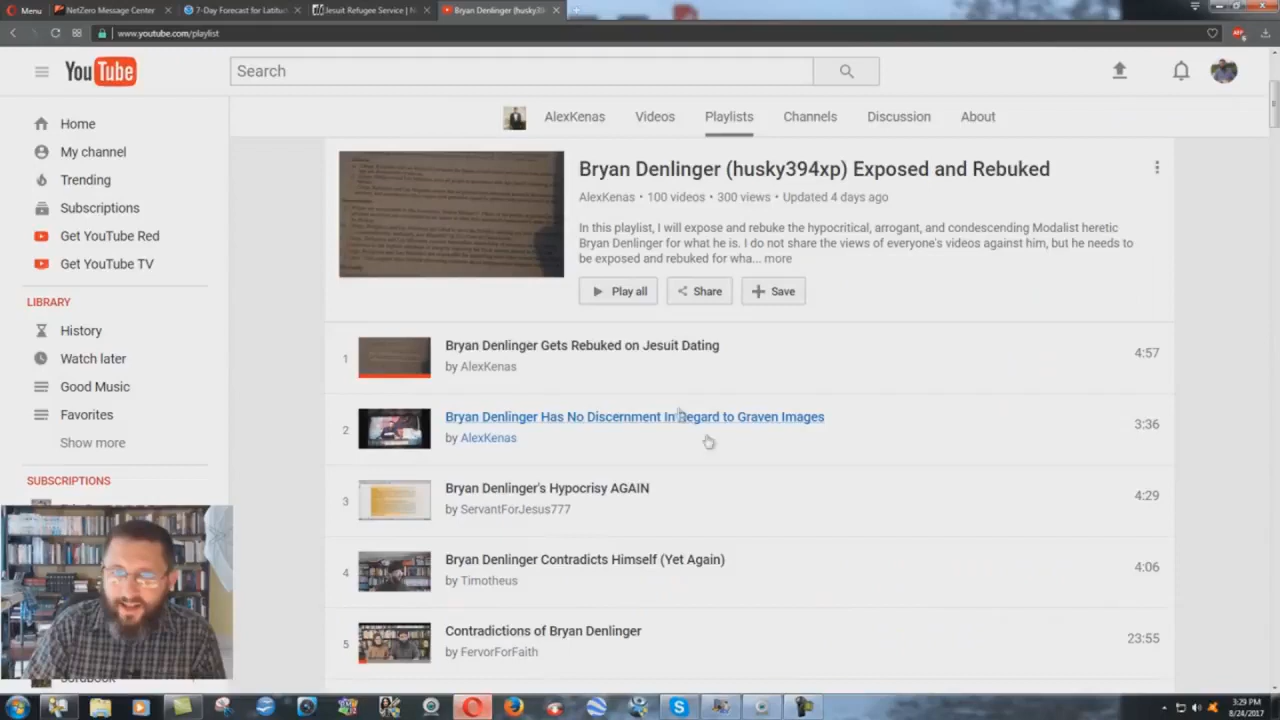 Menu
NetZero Message Center
7-Day Forecast for Latitud
Jesuit Refugee Service |
Bryan Denlinger (husky39
www.youtube.com/playlist
YouTube
Search
AlexKenas
Videos
Playlists
Channels
Discussion
About
Home
My channel
Trending
Subscriptions
Get YouTube Red
Get YouTube TV
LIBRARY
History
Watch later
Good Music
Favorites
Show more
SUBSCRIPTIONS
Bryan Denlinger (husky394xp) Exposed and Rebuked
AlexKenas • 100 videos • 300 views • Updated 4 days ago
In this playlist, I will expose and rebuke the hypocritical, arrogant, and condescending Modalist heretic
Bryan Denlinger for what he is. I do not share the views of everyone's videos against him, but he needs to
be exposed and rebuked for wha... more
Play all
Share
Save
1
Bryan Denlinger Gets Rebuked on Jesuit Dating
by AlexKenas
4:57
2
Bryan Denlinger Has No Discernment In Regard to Graven Images
by AlexKenas
3:36
3
Bryan Denlinger's Hypocrisy AGAIN
by ServantForJesus777
4:29
4
Bryan Denlinger Contradicts Himself (Yet Again)
by Timotheus
4:06
5
Contradictions of Bryan Denlinger
by FervorForFaith
23:55
3:29 PM
8/24/2017